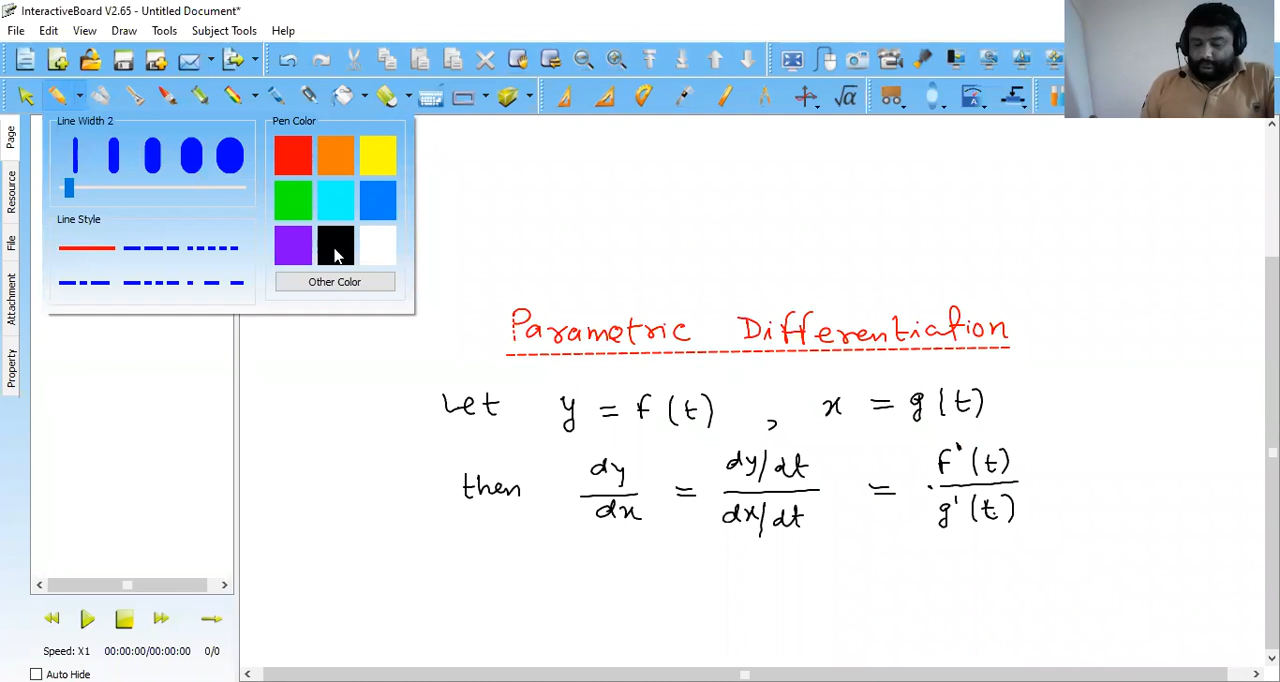 InteractiveBoard V2.65 - Untitled Document*
File Edit View Draw Tools Subject Tools Help
Line Width 2
Pen Color
Line Style
Other Color
Page
Resource
File
Attachment
Property
Parametric Differentiation
Let y = f(t) , x = g(t)
then dy/dx = (dy/dt)/(dx/dt) = f'(t)/g'(t)
Speed: X1 00:00:00/00:00:00 0/0
Auto Hide